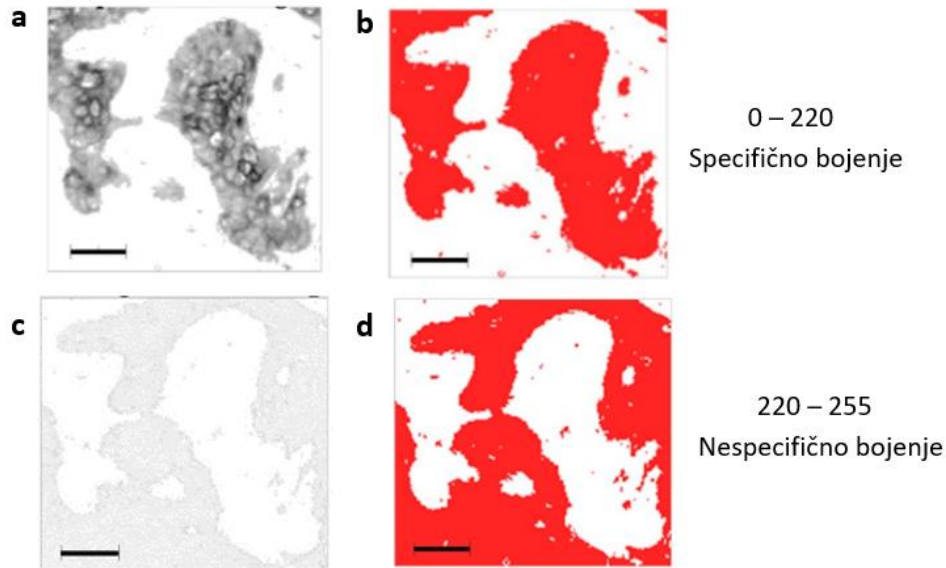 a
b
0 – 220
Specifično bojenje
c
d
220 – 255
Nespecifično bojenje